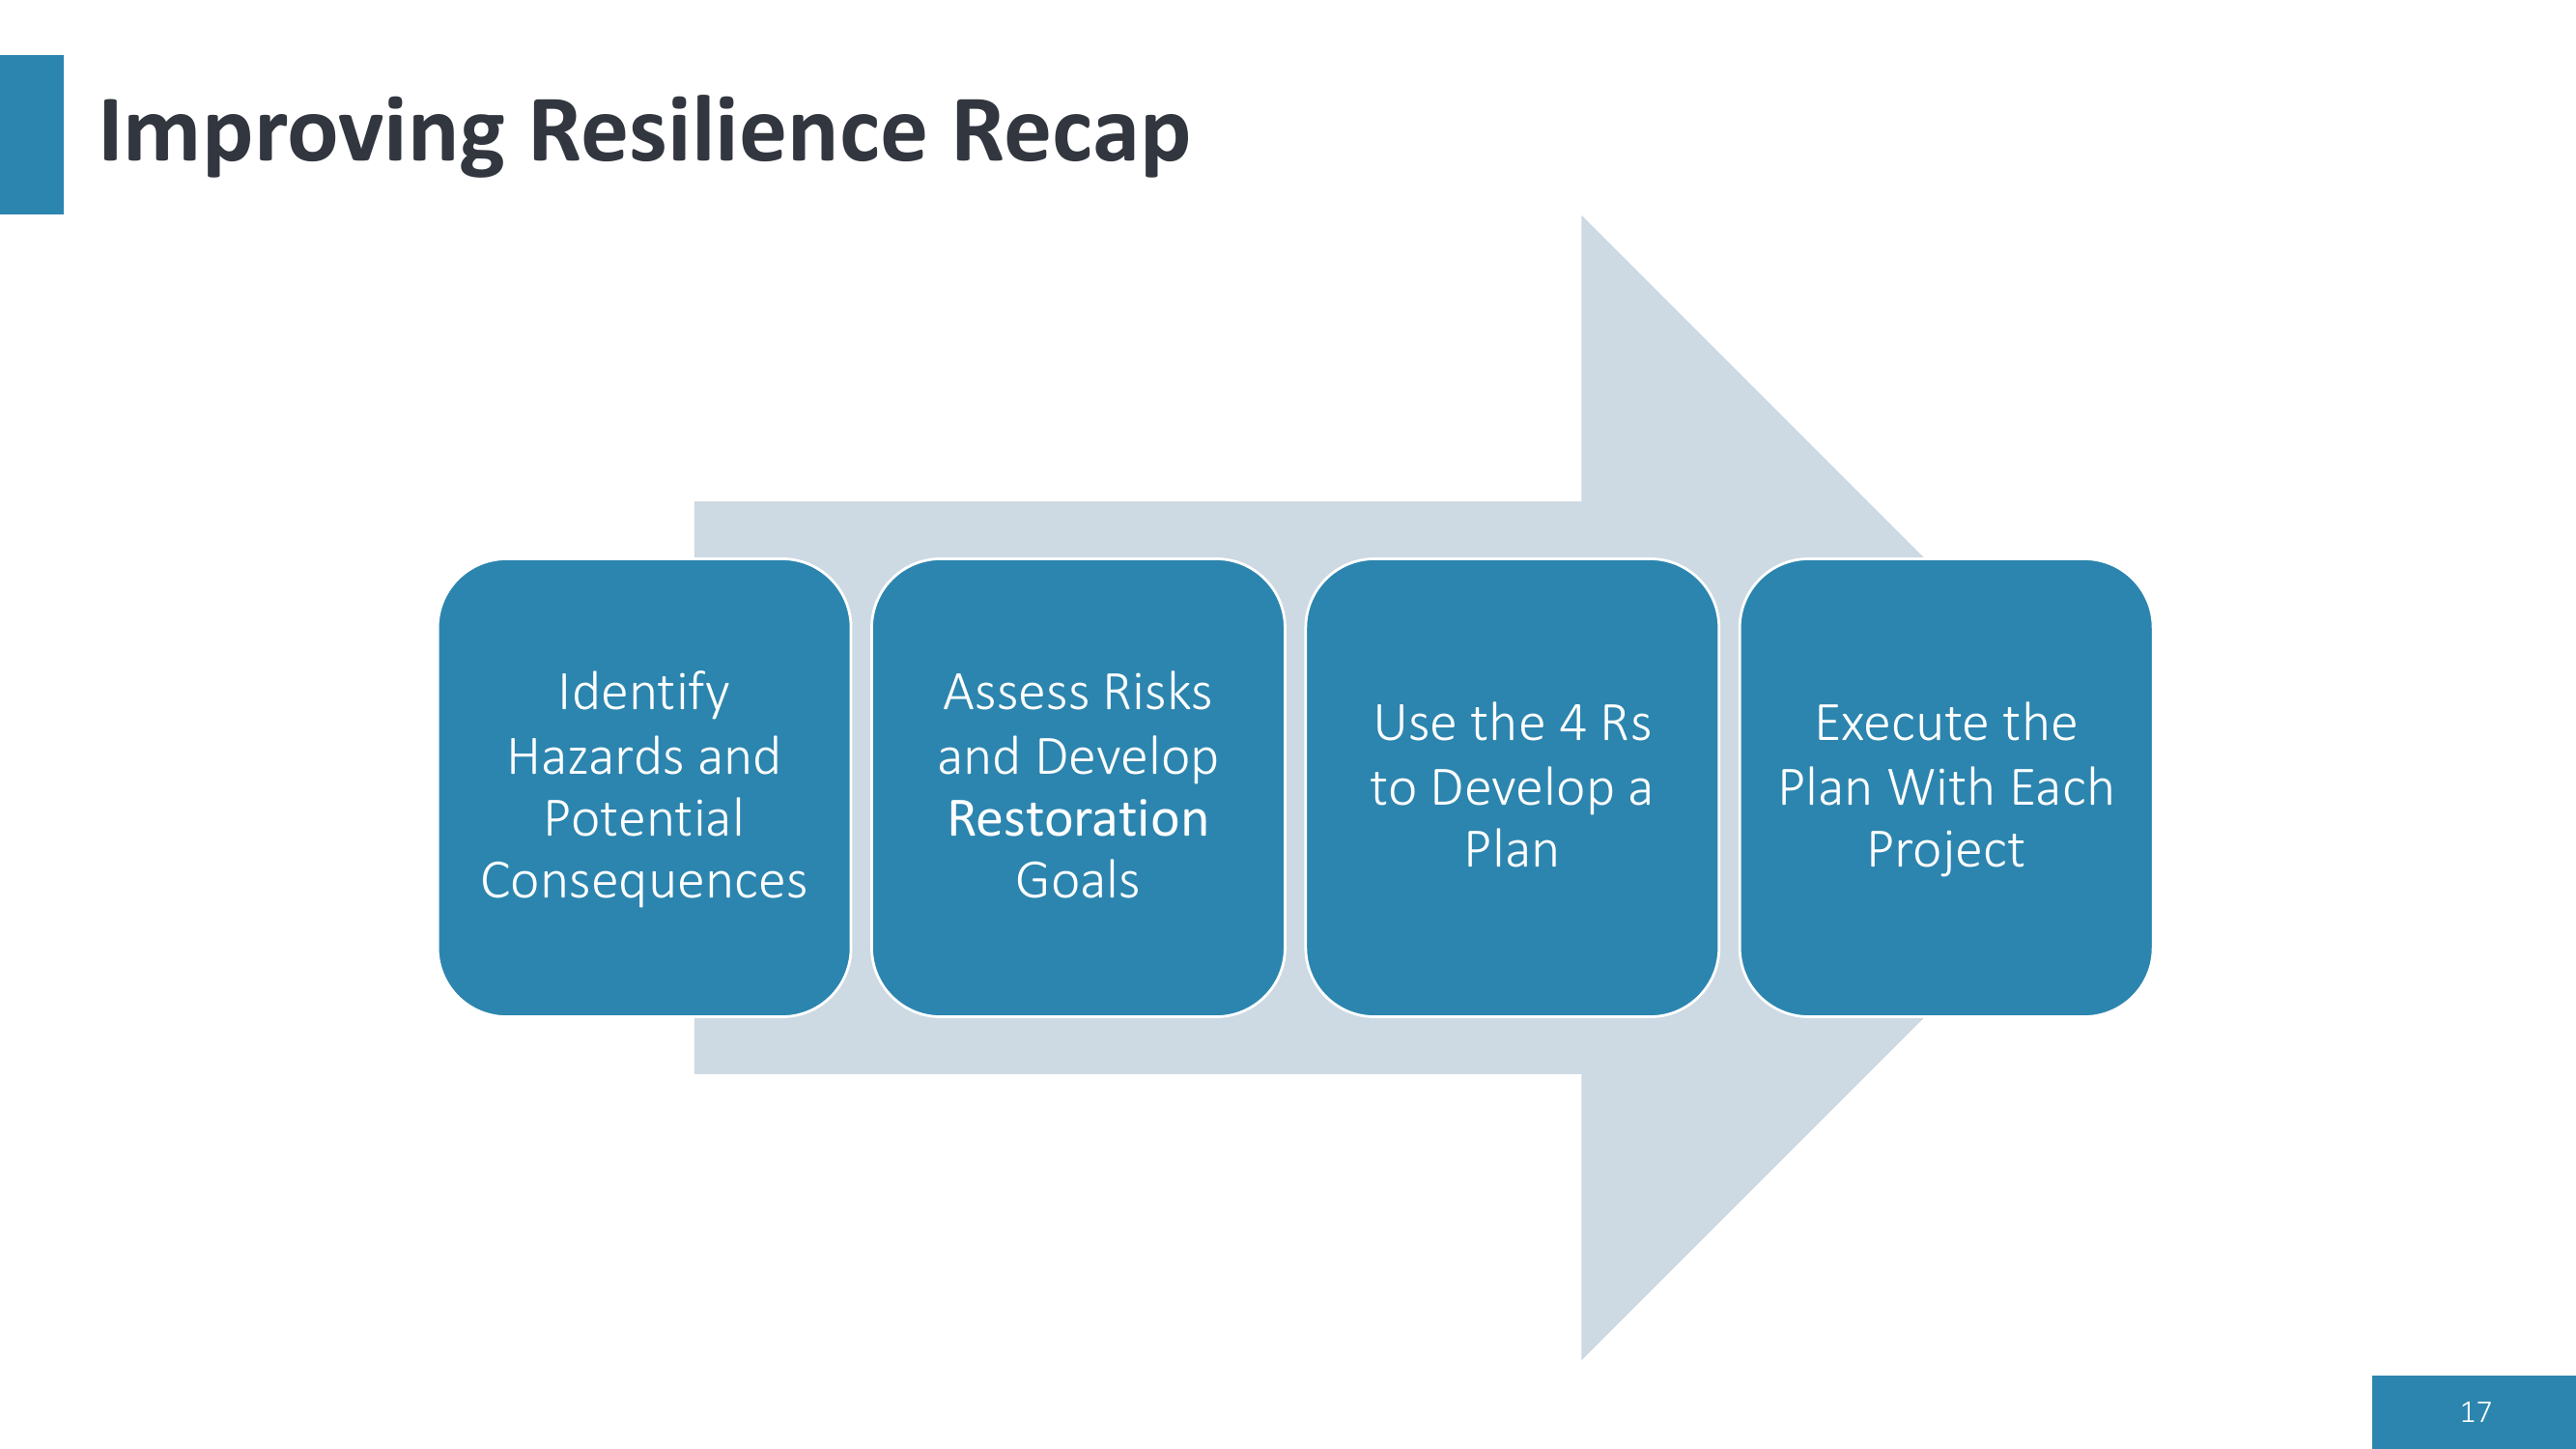 Improving Resilience Recap
Identify
Hazards and
Potential
Consequences
Assess Risks
and Develop
Restoration
Goals
Use the 4 Rs
to Develop a
Plan
Execute the
Plan With Each
Project
17